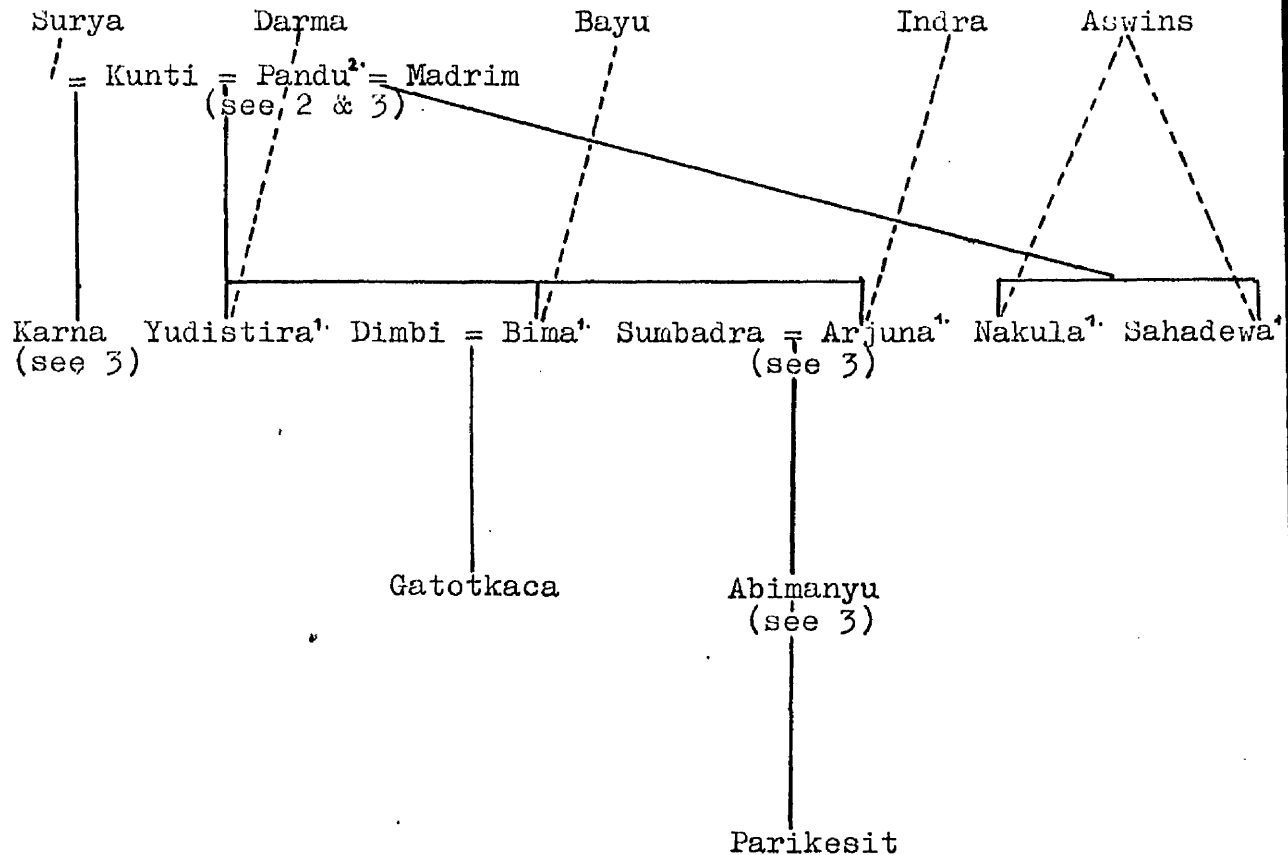 Surya Darma Bayu Indra Aswins
= Kunti = Pandu². = Madrim
(see 2 & 3)
Karna Yudistira¹. Dimbi = Bima¹. Sumbadra = Arjuna¹. Nakula¹. Sahadewa¹
(see 3) (see 3)
Gatotkaca Abimanyu
(see 3)
Parikesit